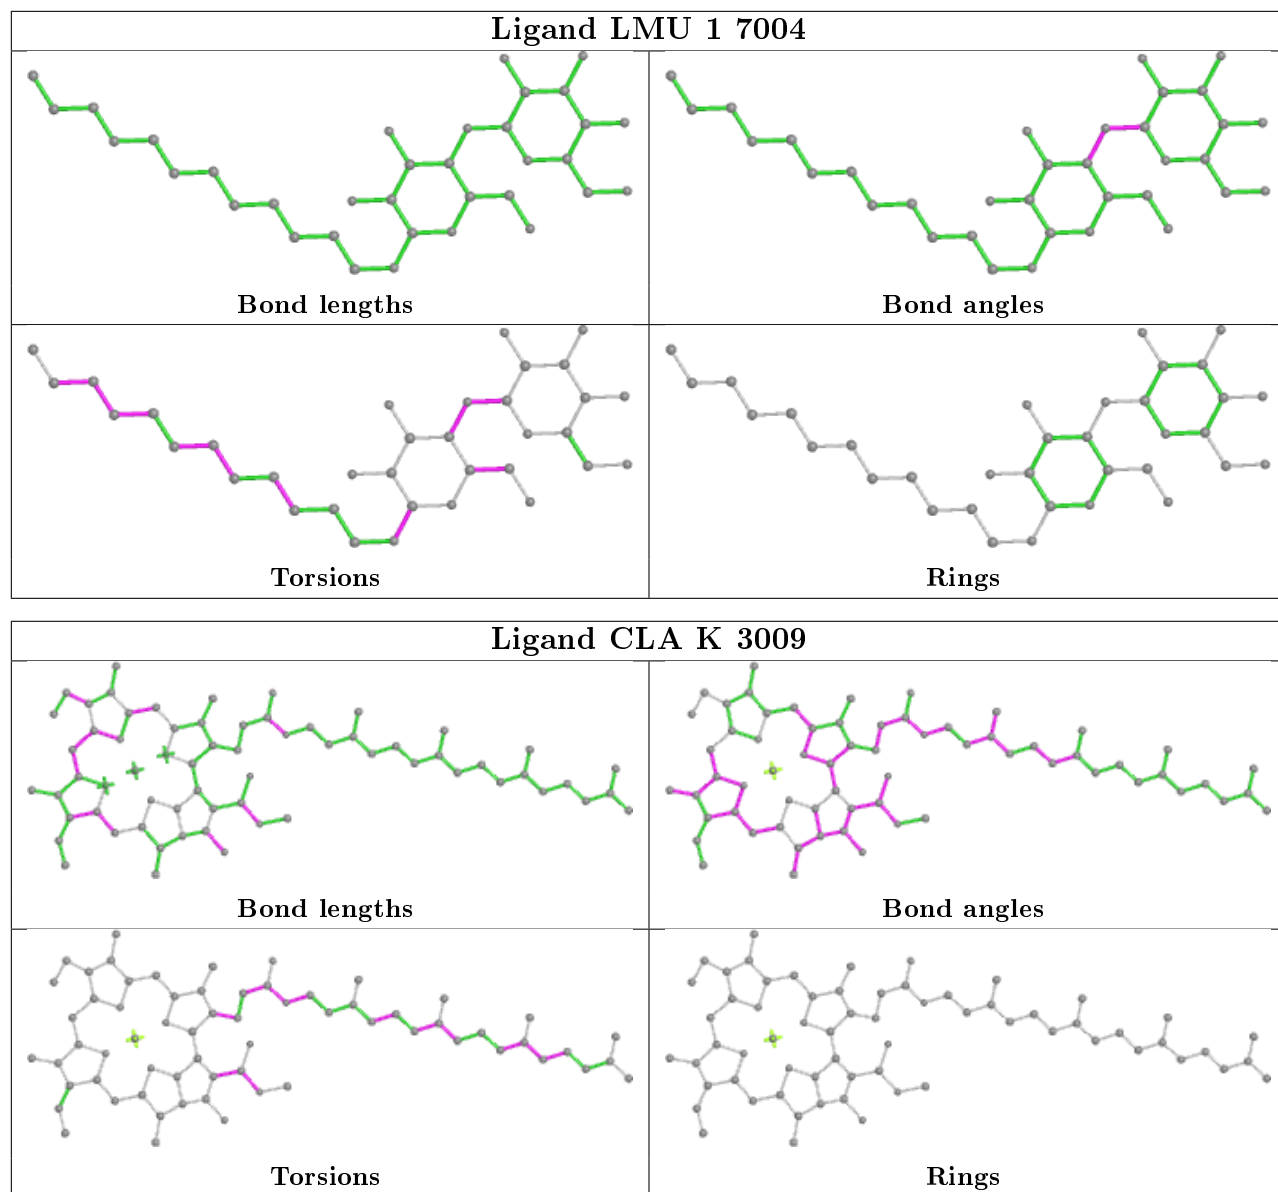 Ligand LMU 1 7004
Bond lengths
Bond angles
Torsions
Rings
Ligand CLA K 3009
Bond lengths
Bond angles
Torsions
Rings